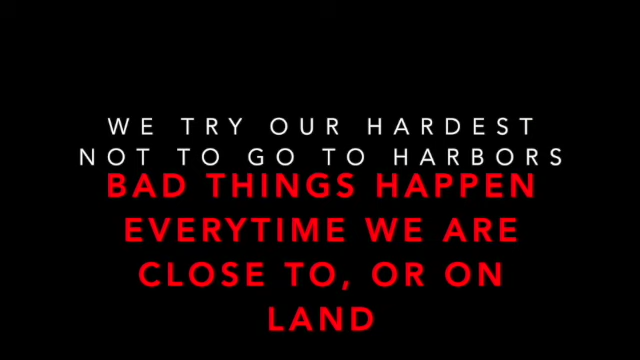 WE TRY OUR HARDEST
NOT TO GO TO HARBORS
BAD THINGS HAPPEN
EVERYTIME WE ARE
CLOSE TO, OR ON
LAND